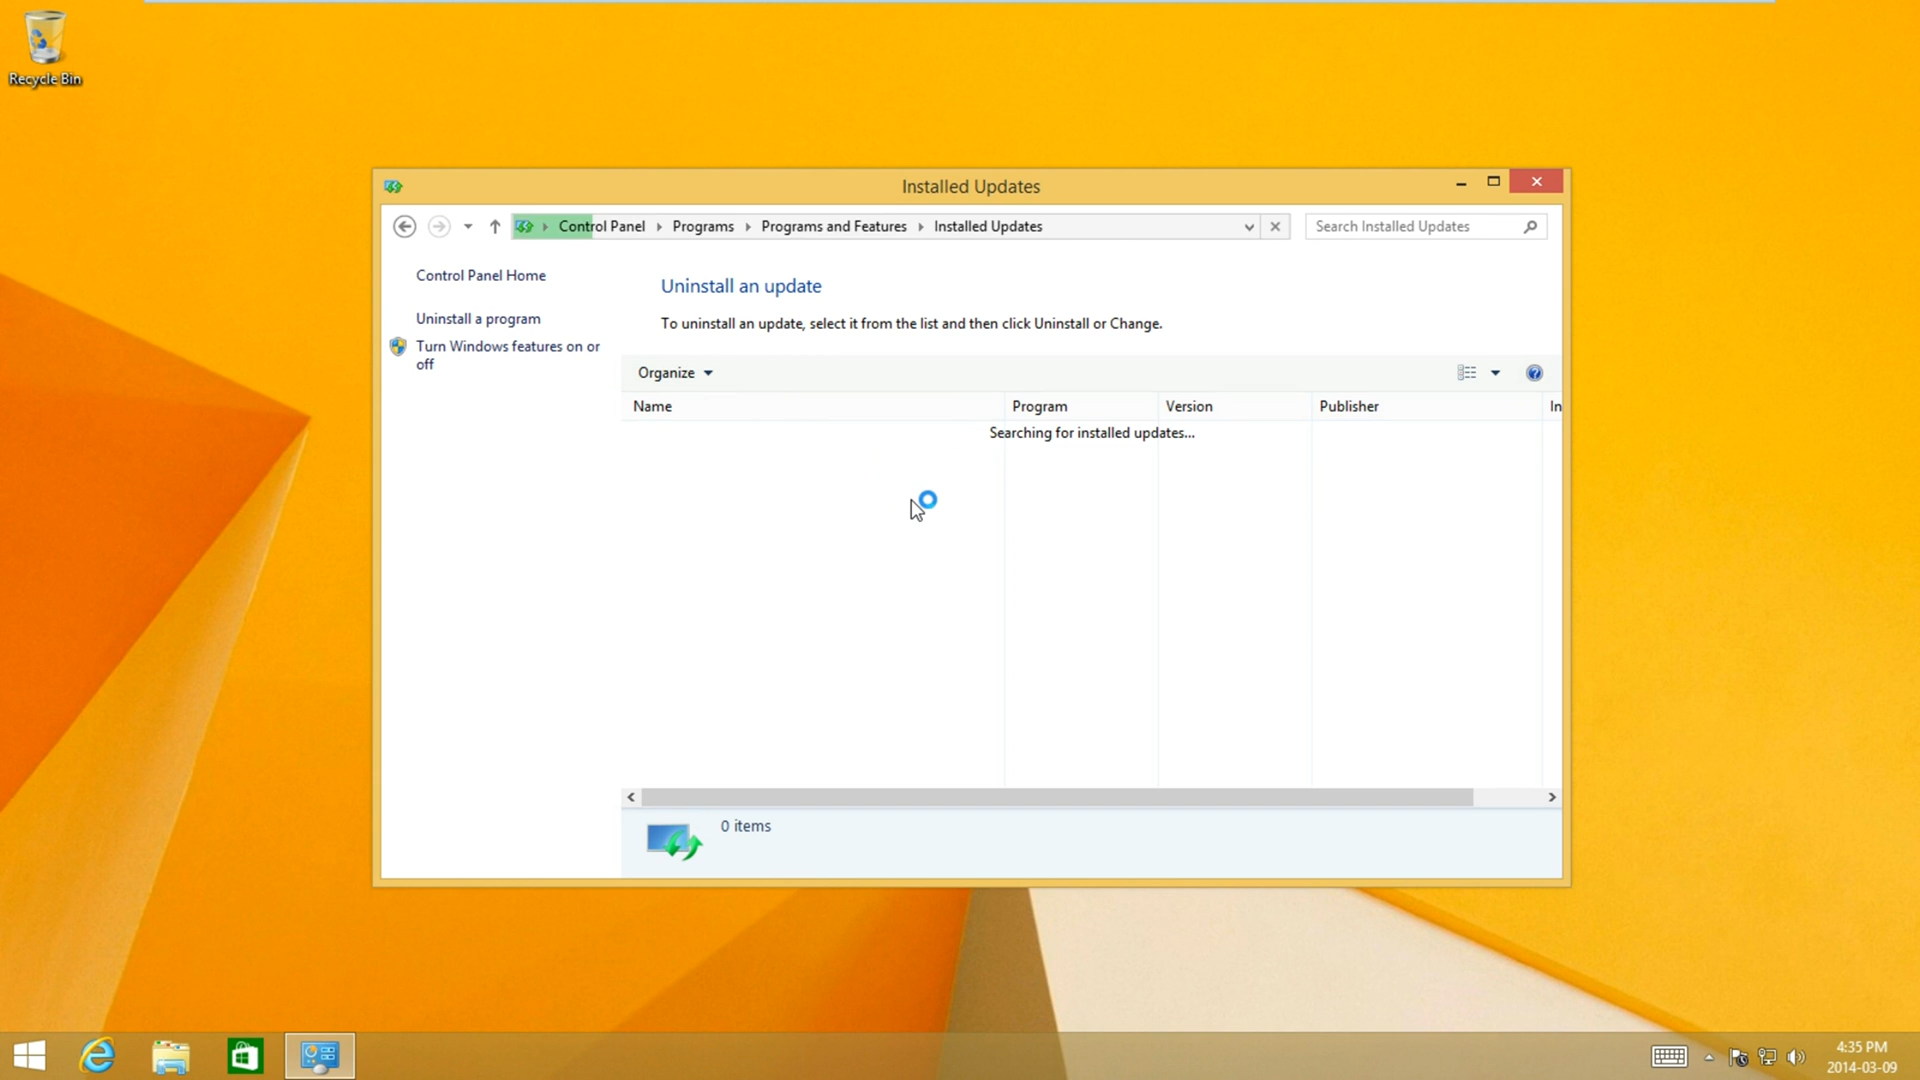 Recycle Bin
Installed Updates
Control Panel Programs Programs and Features Installed Updates
Search Installed Updates
Control Panel Home
Uninstall a program
Turn Windows features on or
off
Uninstall an update
To uninstall an update, select it from the list and then click Uninstall or Change.
Organize
Name Program Version Publisher In
Searching for installed updates...
0 items
4:35 PM
2014-03-09